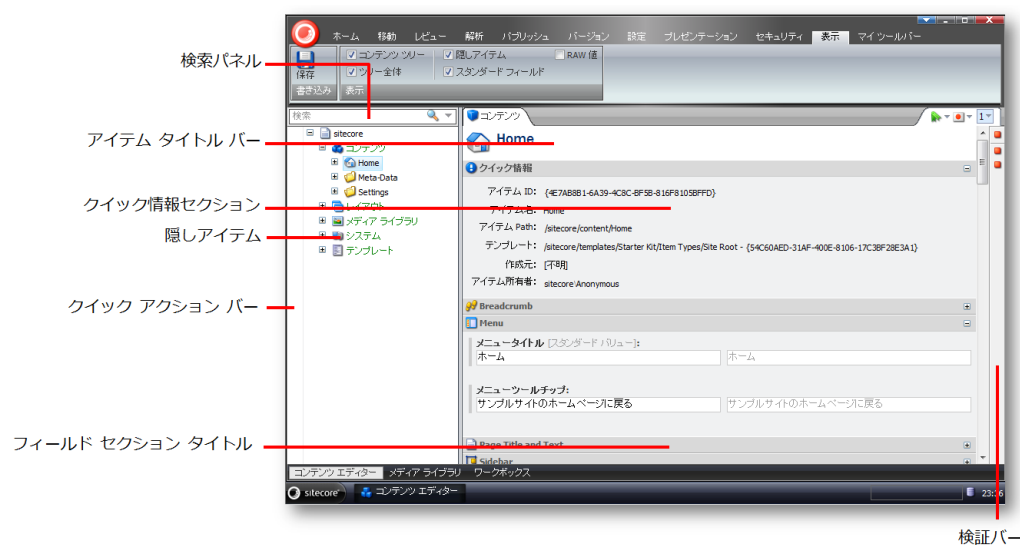 ホーム 移動 レビュー 解析 パブリッシュ バージョン 設定 プレゼンテーション セキュリティ 表示 マイ ツールバー
検索パネル
コンテンツ ツリー 隠しアイテム RAW 値
保存 ツリー全体 スタンダード フィールド
書き込み 表示
検索 コンテンツ 1
アイテム タイトル バー
sitecore Home
コンテンツ
Home クイック情報
Meta-Data
Settings アイテム ID: {4E7AB8B1-6A39-4C8C-BF5B-816F8105BFFD}
クイック情報セクション
レイアウト アイテム名: Home
メディア ライブラリ アイテム Path: /sitecore/content/Home
隠しアイテム
システム
テンプレート テンプレート: /sitecore/templates/Starter Kit/Item Types/Site Root - {54C60AED-31AF-400E-8106-17C3BF28E3A1}
作成元: [不明]
アイテム所有者: sitecore\Anonymous
クイック アクション バー
Breadcrumb
Menu
メニュータイトル [スタンダード バリュー]:
ホーム ホーム
メニューツールチップ:
サンプルサイトのホームページに戻る サンプルサイトのホームページに戻る
フィールド セクション タイトル
Page Title and Text
Sidebar
コンテンツ エディター メディア ライブラリ ワークボックス
sitecore コンテンツ エディター
検証バー